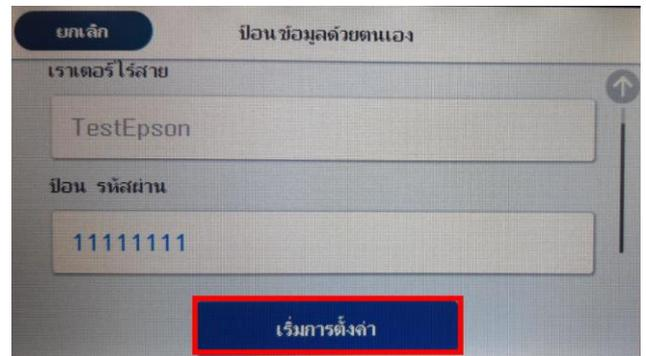 ยกเลิก
ป้อนข้อมูลด้วยตนเอง
เราเตอร์ไร้สาย
TestEpson
ป้อน รหัสผ่าน
11111111
เริ่มการตั้งค่า